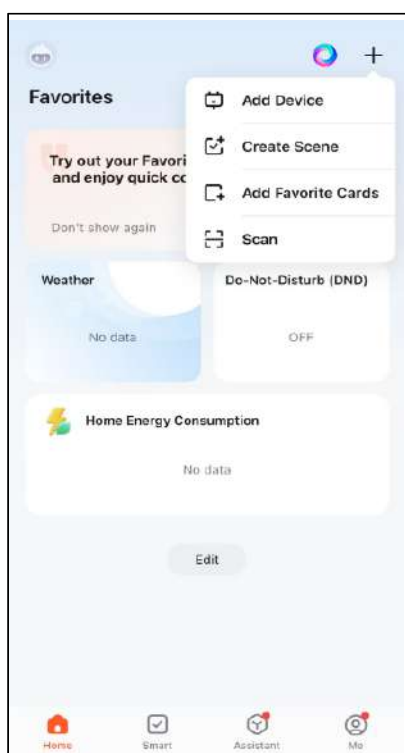 Favorites
Add Device
Create Scene
Add Favorite Cards
Scan
Try out your Favori
and enjoy quick cc
Don't show again
Weather
No data
Do-Not-Disturb (DND)
OFF
Home Energy Consumption
No data
Edit
Home
Smart
Assistant
Me